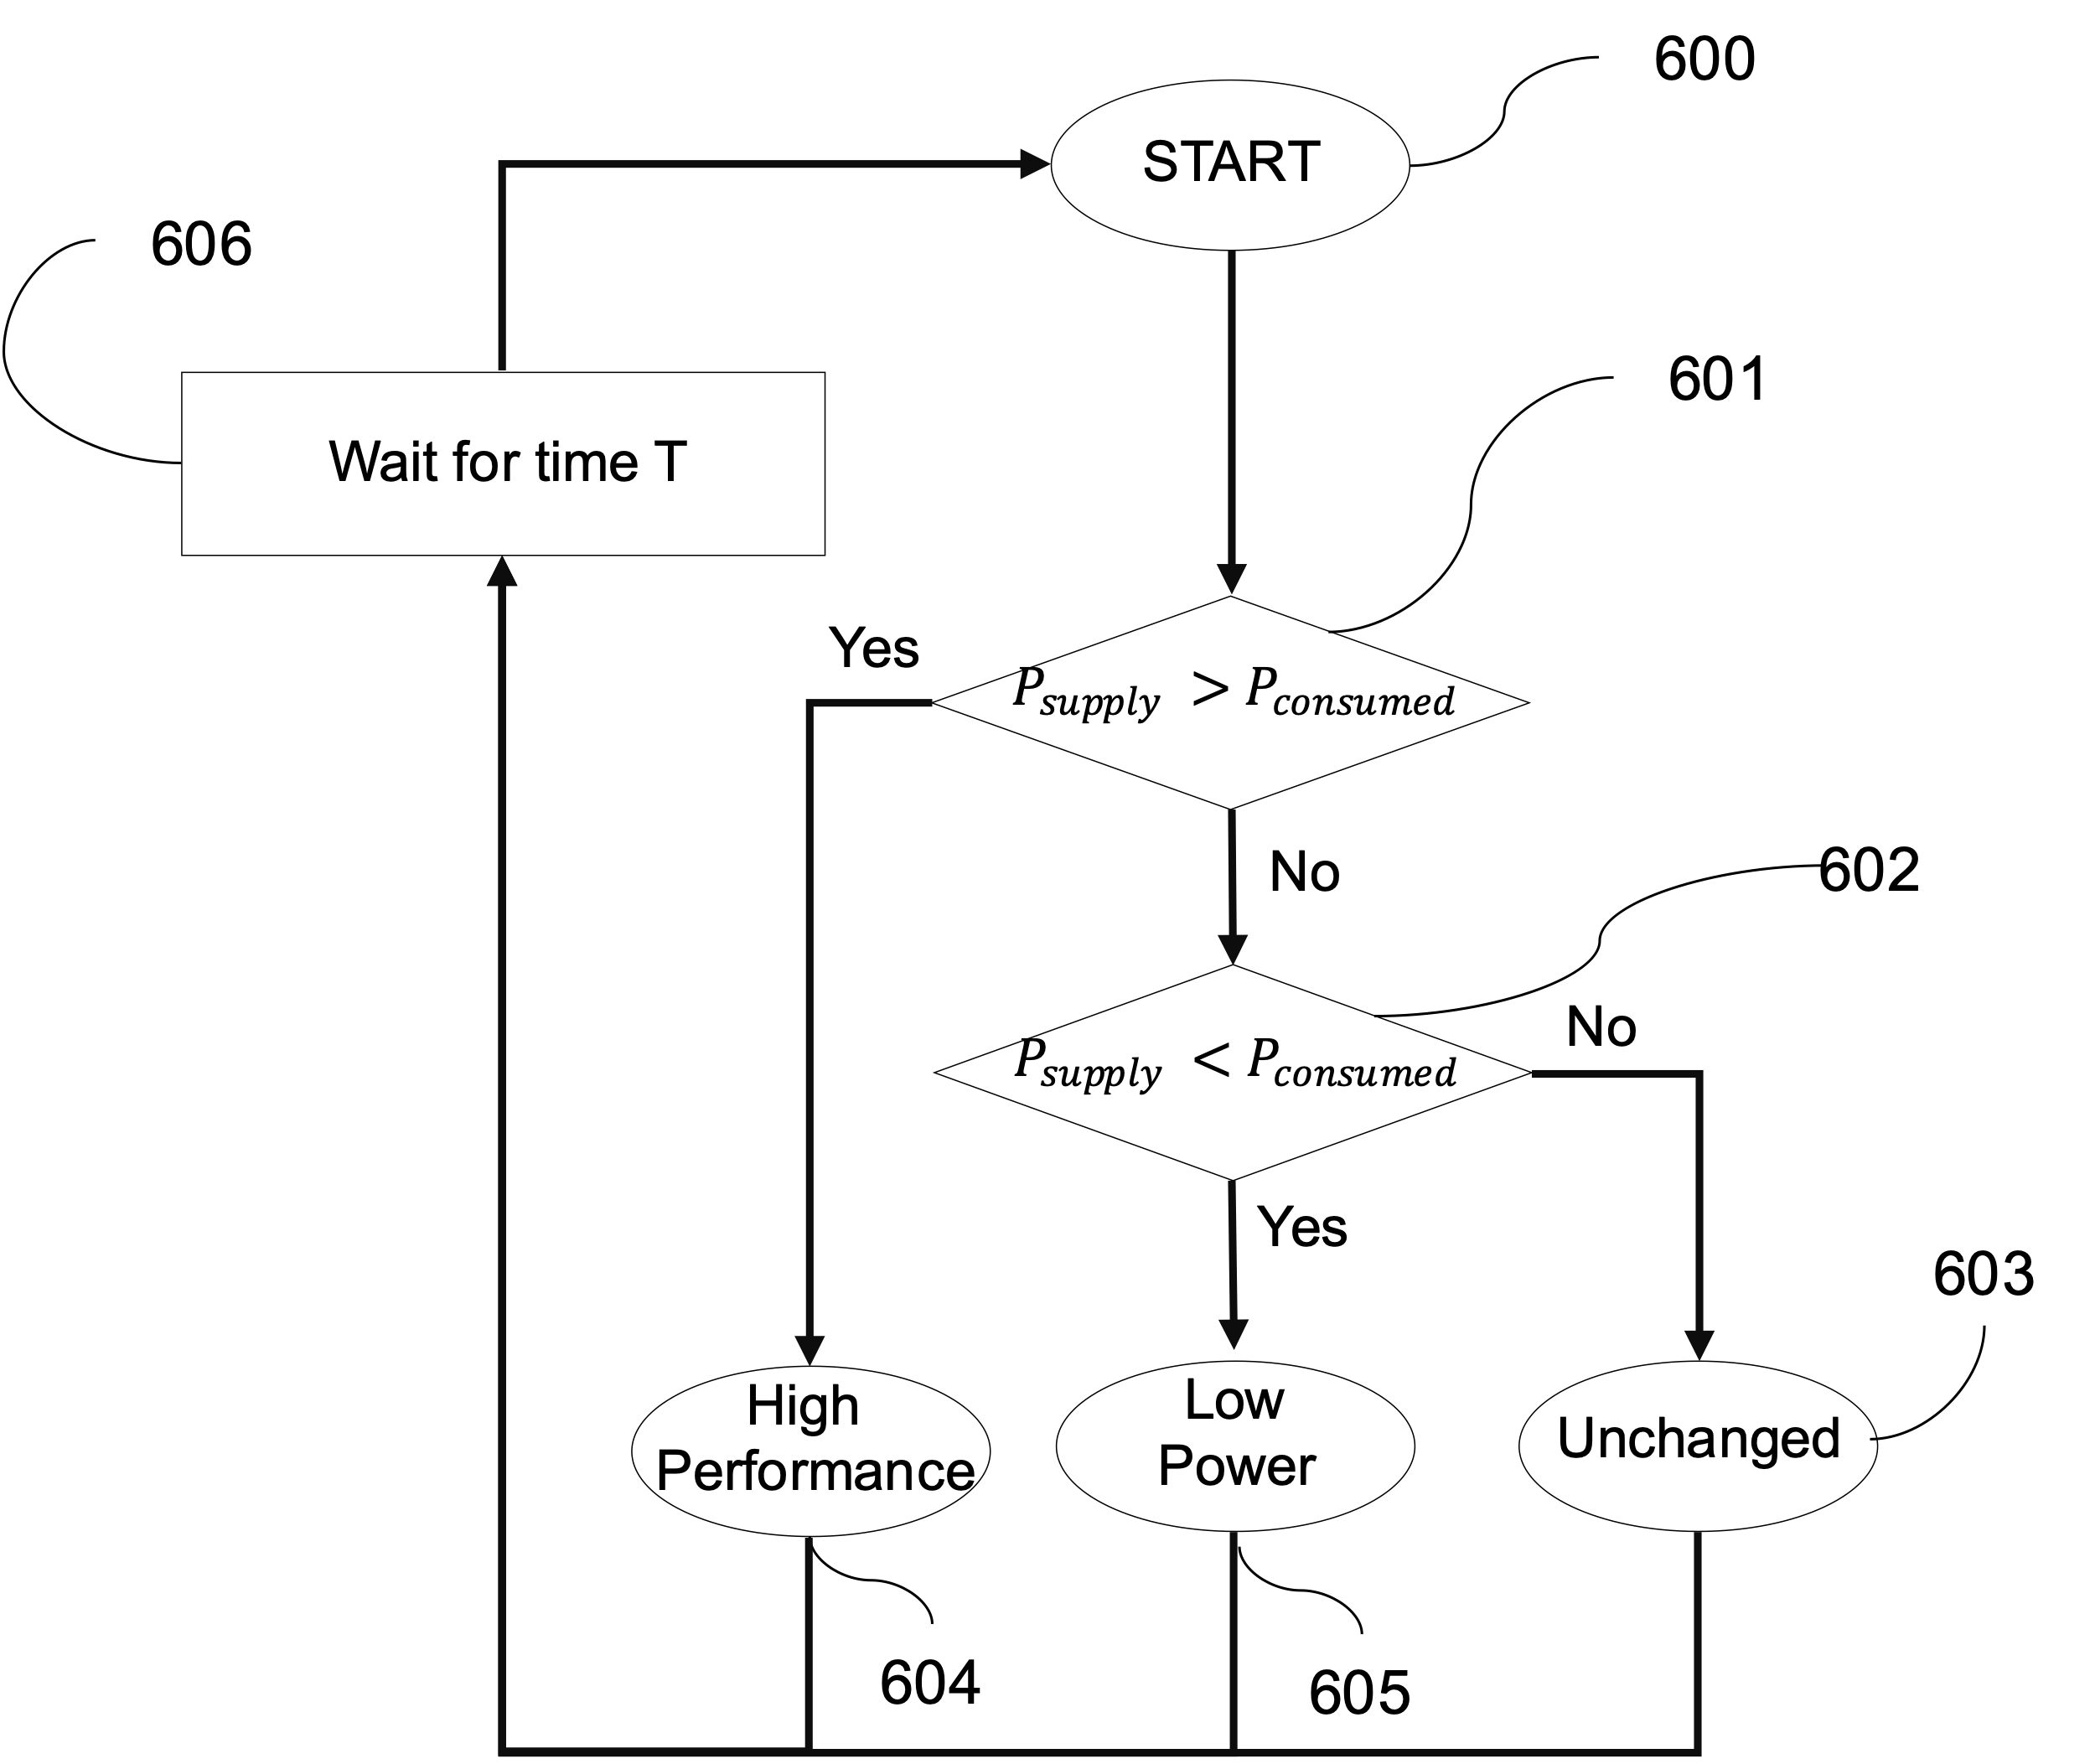 600
START
606
601
Wait for time T
Yes
P_supply > P_consumed
No
602
No
P_supply < P_consumed
Yes
603
High
Performance
Low
Power
Unchanged
604
605